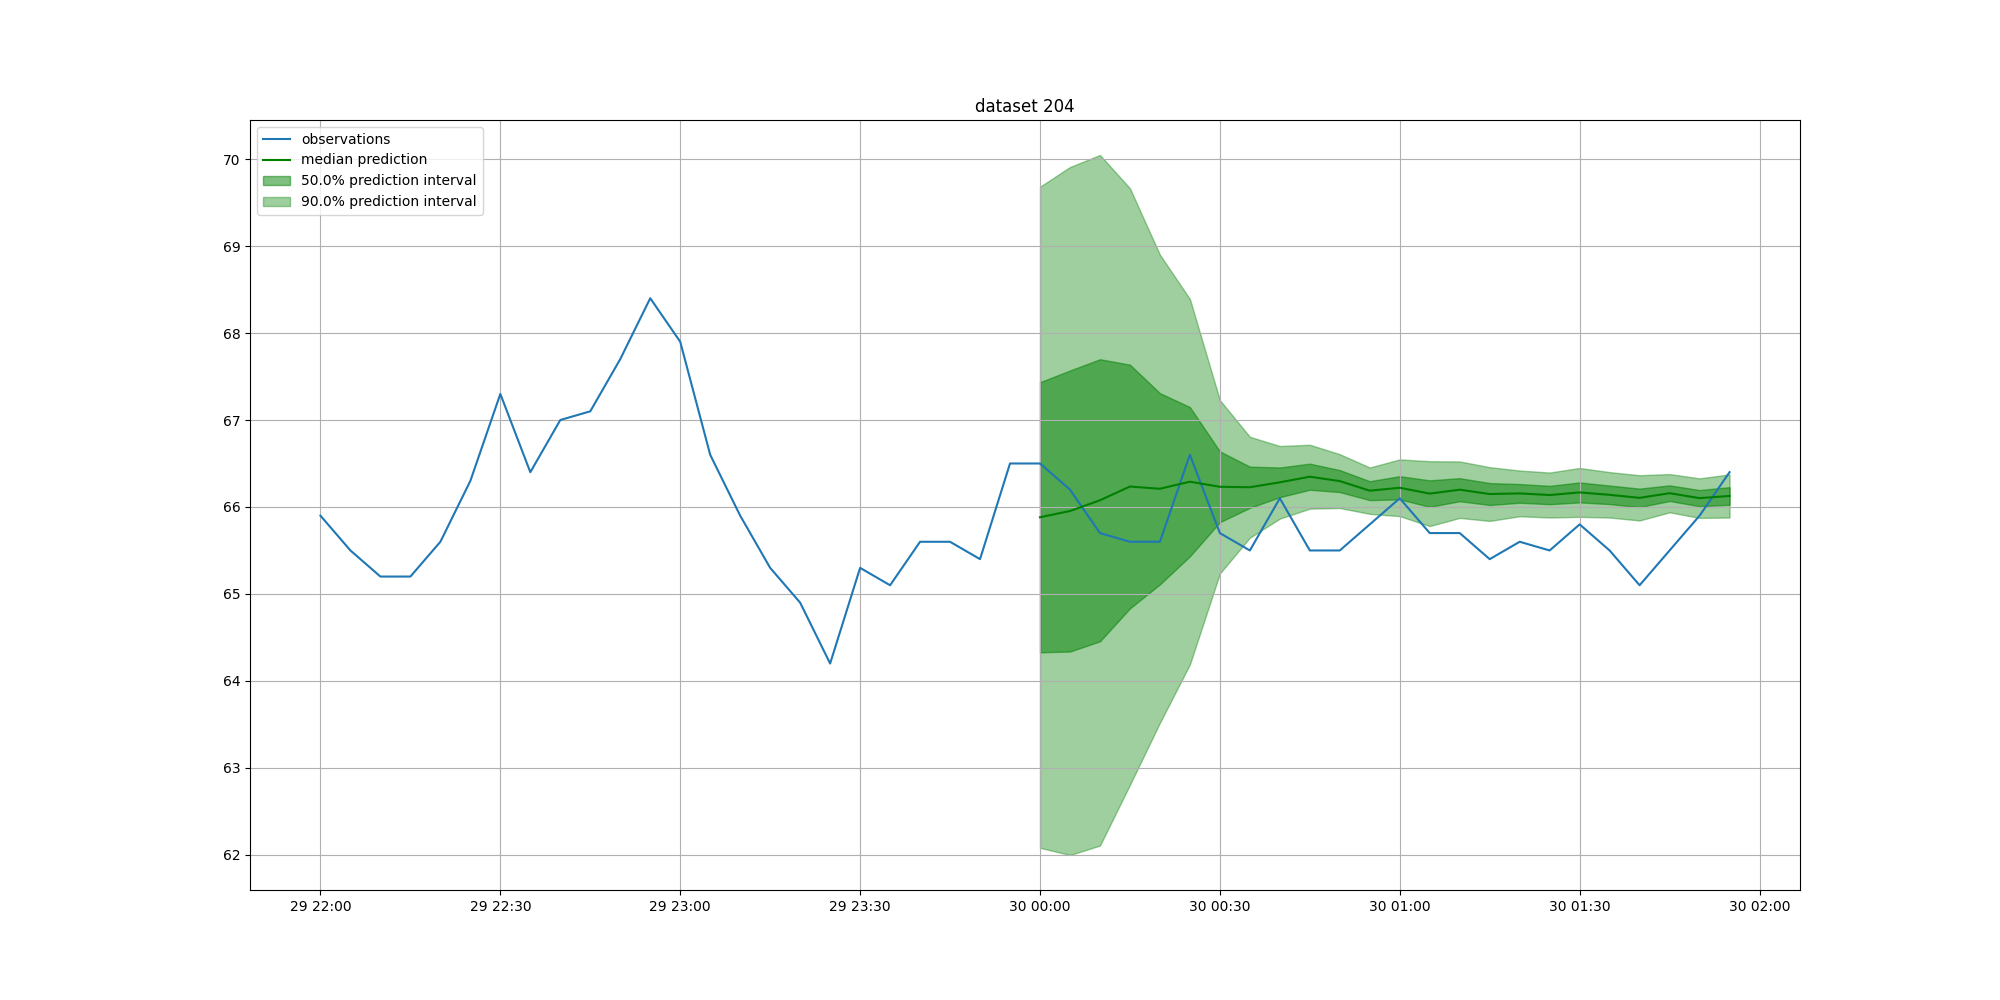 dataset 204
observations
median prediction
50.0% prediction interval
90.0% prediction interval
70
69
68
67
66
65
64
63
62
29 22:00 29 22:30 29 23:00 29 23:30 30 00:00 30 00:30 30 01:00 30 01:30 30 02:00